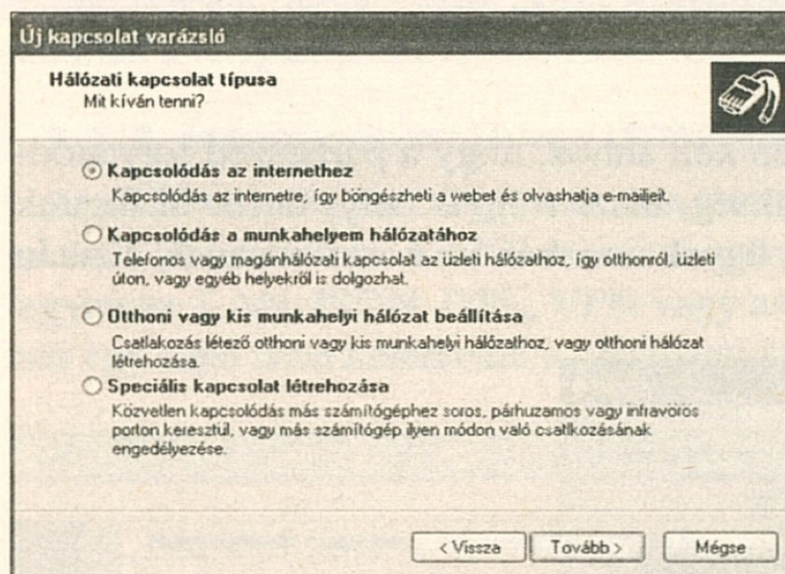 Új kapcsolat varázsló
Hálózati kapcsolat típusa
Mit kíván tenni?
Kapcsolódás az internethez
Kapcsolódás az internetre, így böngészheti a webet és olvashatja e-mailjeit.
Kapcsolódás a munkahelyem hálózatához
Telefonos vagy magánhálózati kapcsolat az üzleti hálózathoz, így otthonról, üzleti
úton, vagy egyéb helyekről is dolgozhat.
Otthoni vagy kis munkahelyi hálózat beállítása
Csatlakozás létező otthoni vagy kis munkahelyi hálózathoz, vagy otthoni hálózat
létrehozása.
Speciális kapcsolat létrehozása
Közvetlen kapcsolódás más számítógéphez soros, párhuzamos vagy infravörös
porton keresztül, vagy más számítógép ilyen módon való csatlkozásának
engedélyezése.
< Vissza
Tovább >
Mégse